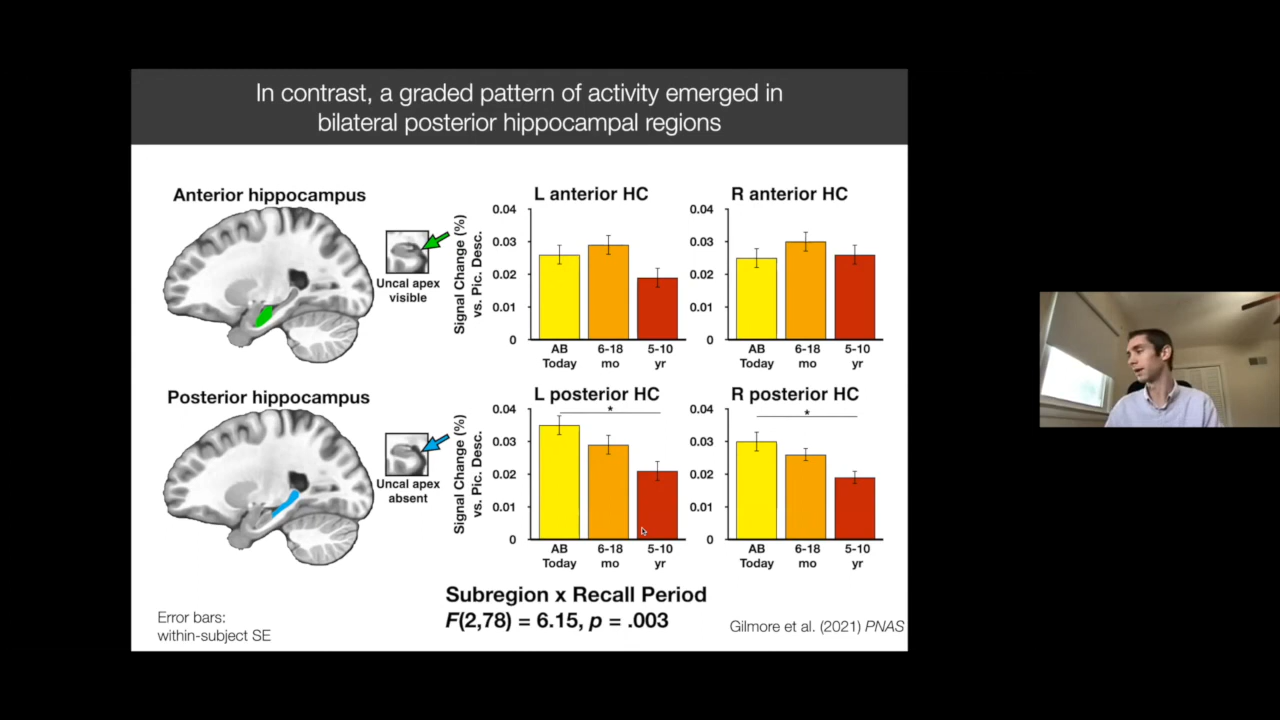 In contrast, a graded pattern of activity emerged in
bilateral posterior hippocampal regions
Anterior hippocampus
Uncal apex
visible
Signal Change (%)
vs. Pic. Desc.
L anterior HC
0.04
0.03
0.02
0.01
0
AB
Today
6-18
mo
5-10
yr
R anterior HC
0.04
0.03
0.02
0.01
0
AB
Today
6-18
mo
5-10
yr
Posterior hippocampus
Uncal apex
absent
Signal Change (%)
vs. Pic. Desc.
L posterior HC
*
0.04
0.03
0.02
0.01
0
AB
Today
6-18
mo
5-10
yr
R posterior HC
*
0.04
0.03
0.02
0.01
0
AB
Today
6-18
mo
5-10
yr
Subregion x Recall Period
F(2,78) = 6.15, p = .003
Error bars:
within-subject SE
Gilmore et al. (2021) PNAS